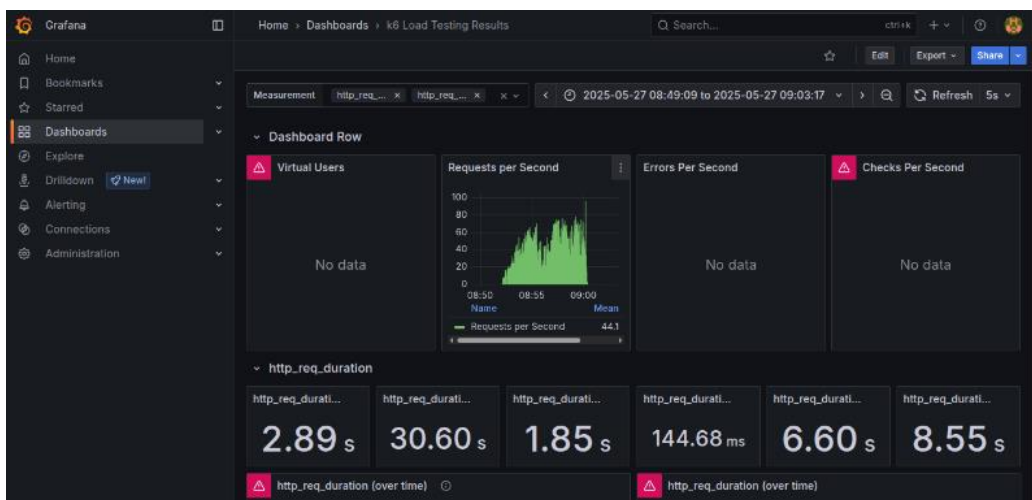 Grafana
Home › Dashboards › k6 Load Testing Results
Search...
ctrl+k
Home
Bookmarks
Starred
Dashboards
Explore
Drilldown New!
Alerting
Connections
Administration
Edit
Export
Share
Measurement http_req_... × http_req_... ×
2025-05-27 08:49:09 to 2025-05-27 09:03:17
Refresh 5s
Dashboard Row
Virtual Users
No data
Requests per Second
100
80
60
40
20
0
08:50 08:55 09:00
Name Mean
Requests per Second 44.1
Errors Per Second
No data
Checks Per Second
No data
http_req_duration
http_req_durati...
2.89 s
http_req_durati...
30.60 s
http_req_durati...
1.85 s
http_req_durati...
144.68 ms
http_req_durati...
6.60 s
http_req_durati...
8.55 s
http_req_duration (over time)
http_req_duration (over time)